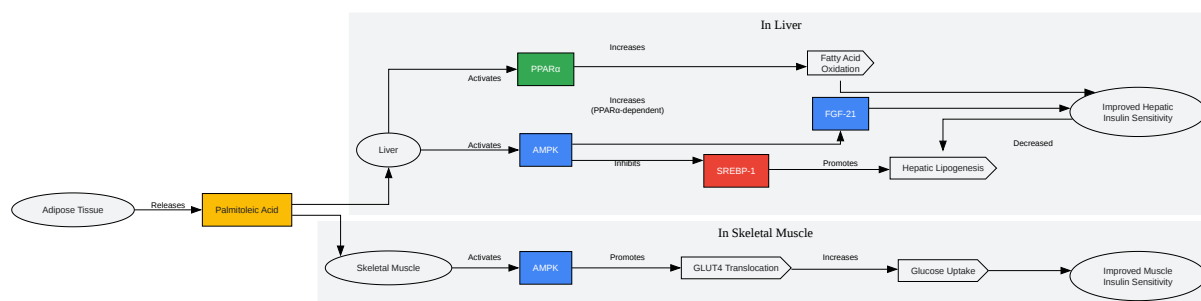 In Liver
Increases
PPARα
Fatty Acid
Oxidation
Activates
Increases
(PPARα-dependent)
FGF-21
Improved Hepatic
Insulin Sensitivity
Liver
Activates
AMPK
Decreased
Inhibits
SREBP-1
Promotes
Hepatic Lipogenesis
Adipose Tissue
Releases
Palmitoleic Acid
In Skeletal Muscle
Skeletal Muscle
Activates
AMPK
Promotes
GLUT4 Translocation
Increases
Glucose Uptake
Improved Muscle
Insulin Sensitivity